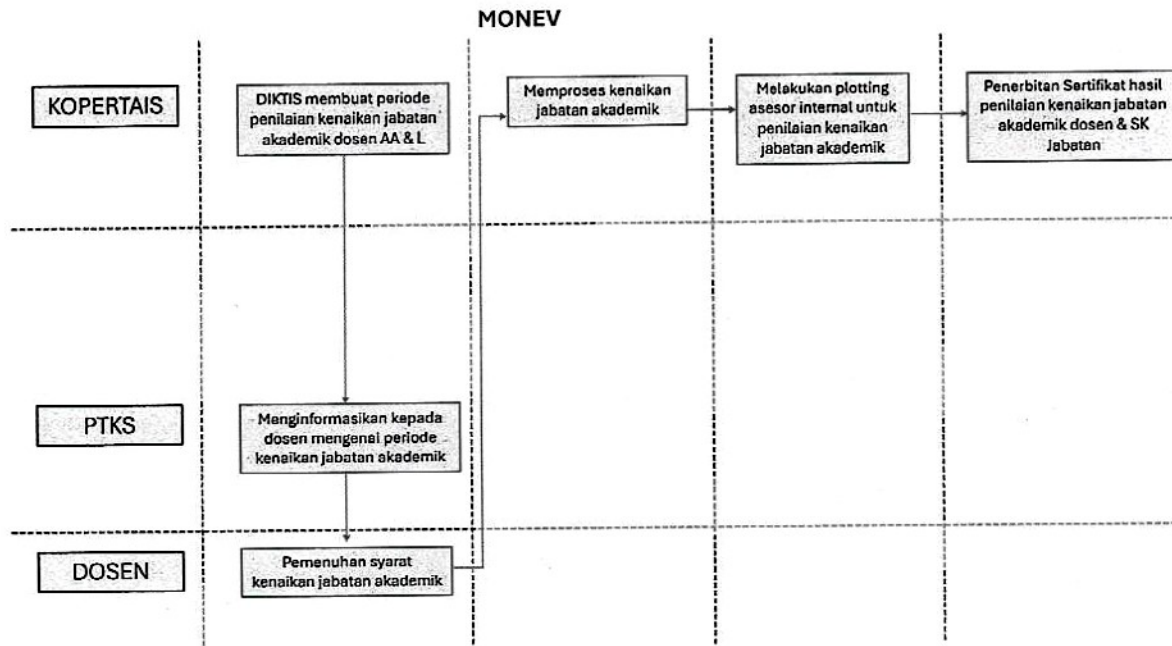 MONEV
KOPERTAIS
DIKTIS membuat periode
penilaian kenaikan jabatan
akademik dosen AA & L
Memproses kenaikan
jabatan akademik
Melakukan plotting
asesor internal untuk
penilaian kenaikan
jabatan akademik
Penerbitan Sertifikat hasil
penilaian kenaikan jabatan
akademik dosen & SK
Jabatan
PTKS
Menginformasikan kepada
dosen mengenai periode
kenaikan jabatan akademik
DOSEN
Pemenuhan syarat
kenaikan jabatan akademik